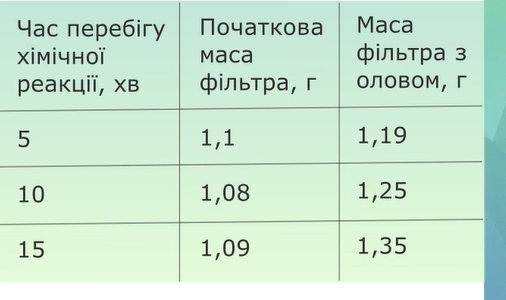 Час перебігу хімічної реакції, хв Початкова маса фільтра, г Маса фільтра з оловом, г
5 1,1 1,19
10 1,08 1,25
15 1,09 1,35